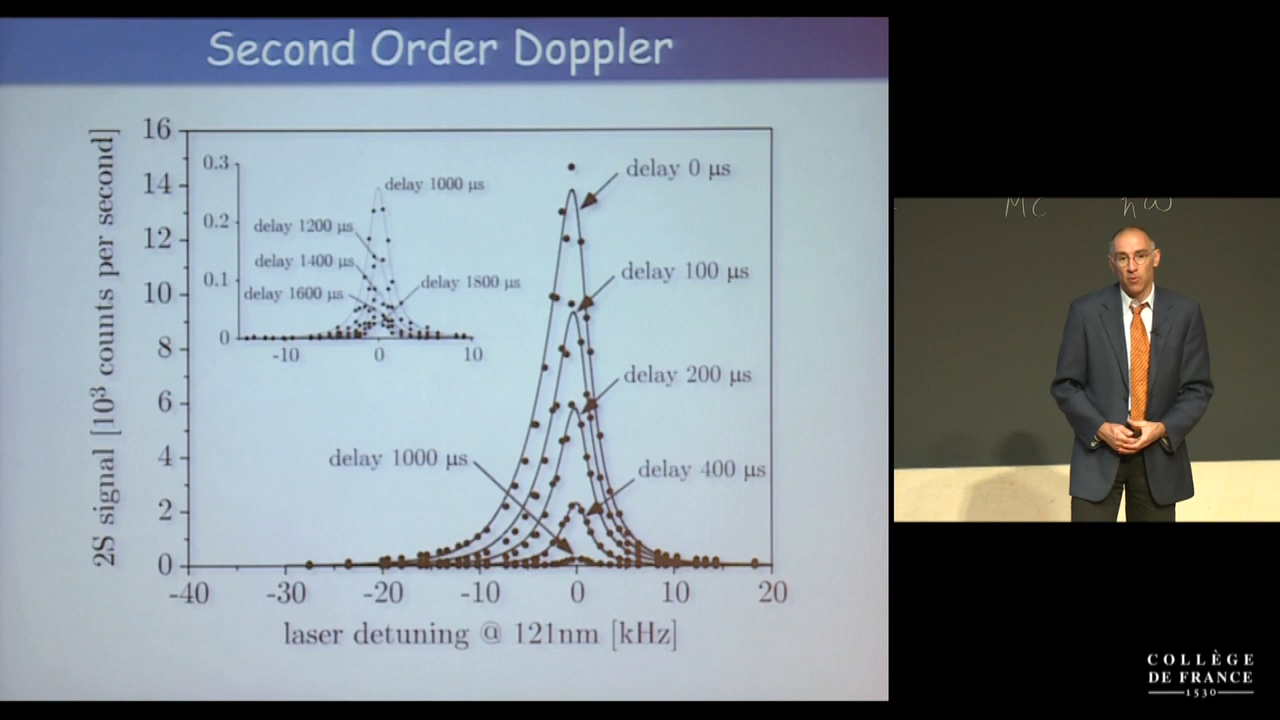 Second Order Doppler
2S signal [10³ counts per second]
16
14
12
10
8
6
4
2
0
-40
-30
-20
-10
0
10
20
laser detuning @ 121nm [kHz]
delay 0 μs
delay 100 μs
delay 200 μs
delay 400 μs
delay 1000 μs
0.3
0.2
0.1
0
-10
0
10
delay 1000 μs
delay 1200 μs
delay 1400 μs
delay 1600 μs
delay 1800 μs
MC ħω
COLLÈGE
DE FRANCE
1530